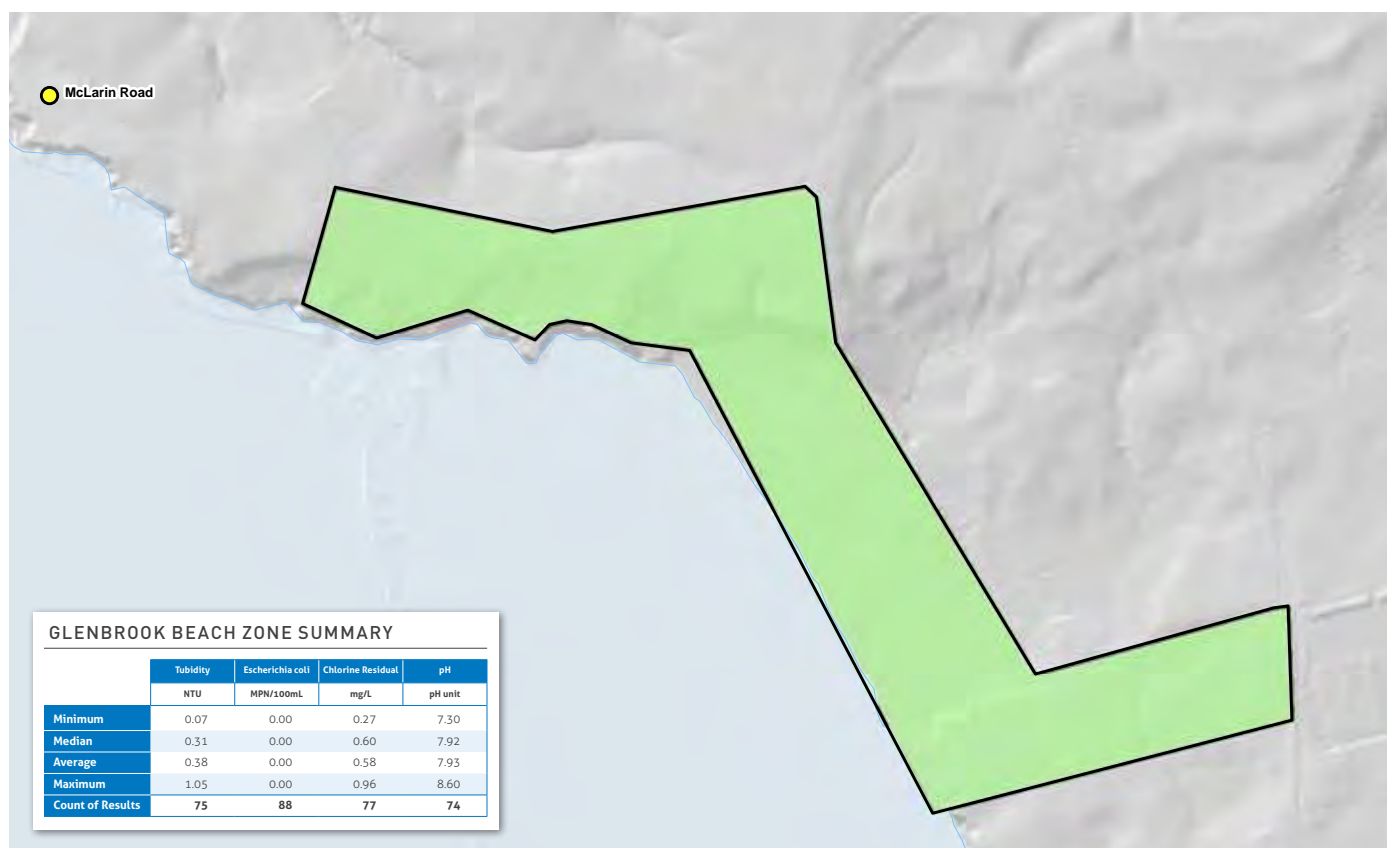 McLarin Road
GLENBROOK BEACH ZONE SUMMARY
Tubidity Escherichia coli Chlorine Residual pH
NTU MPN/100mL mg/L pH unit
Minimum 0.07 0.00 0.27 7.30
Median 0.31 0.00 0.60 7.92
Average 0.38 0.00 0.58 7.93
Maximum 1.05 0.00 0.96 8.60
Count of Results 75 88 77 74